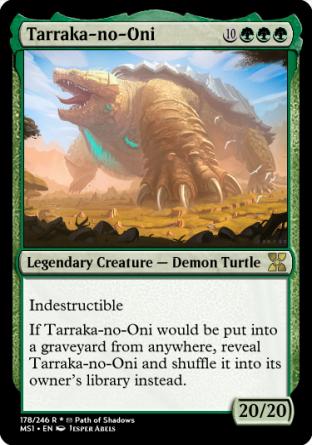 Tarraka-no-Oni 10
Legendary Creature — Demon Turtle
Indestructible
If Tarraka-no-Oni would be put into
a graveyard from anywhere, reveal
Tarraka-no-Oni and shuffle it into its
owner's library instead.
20/20
178/246 R * Path of Shadows
MS1 • EN Jesper Abels